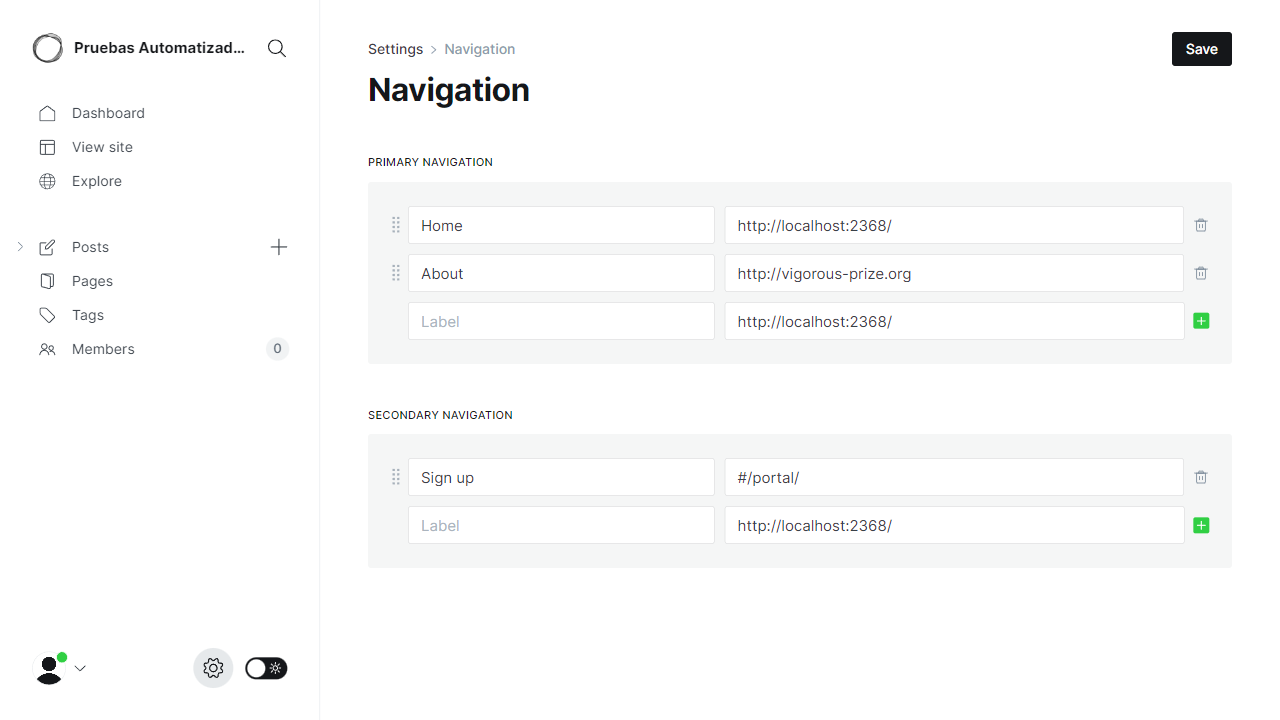 Pruebas Automatizad...
Dashboard
View site
Explore
Posts
Pages
Tags
Members 0
Settings > Navigation
Save
Navigation
PRIMARY NAVIGATION
Home http://localhost:2368/
About http://vigorous-prize.org
Label http://localhost:2368/
SECONDARY NAVIGATION
Sign up #/portal/
Label http://localhost:2368/